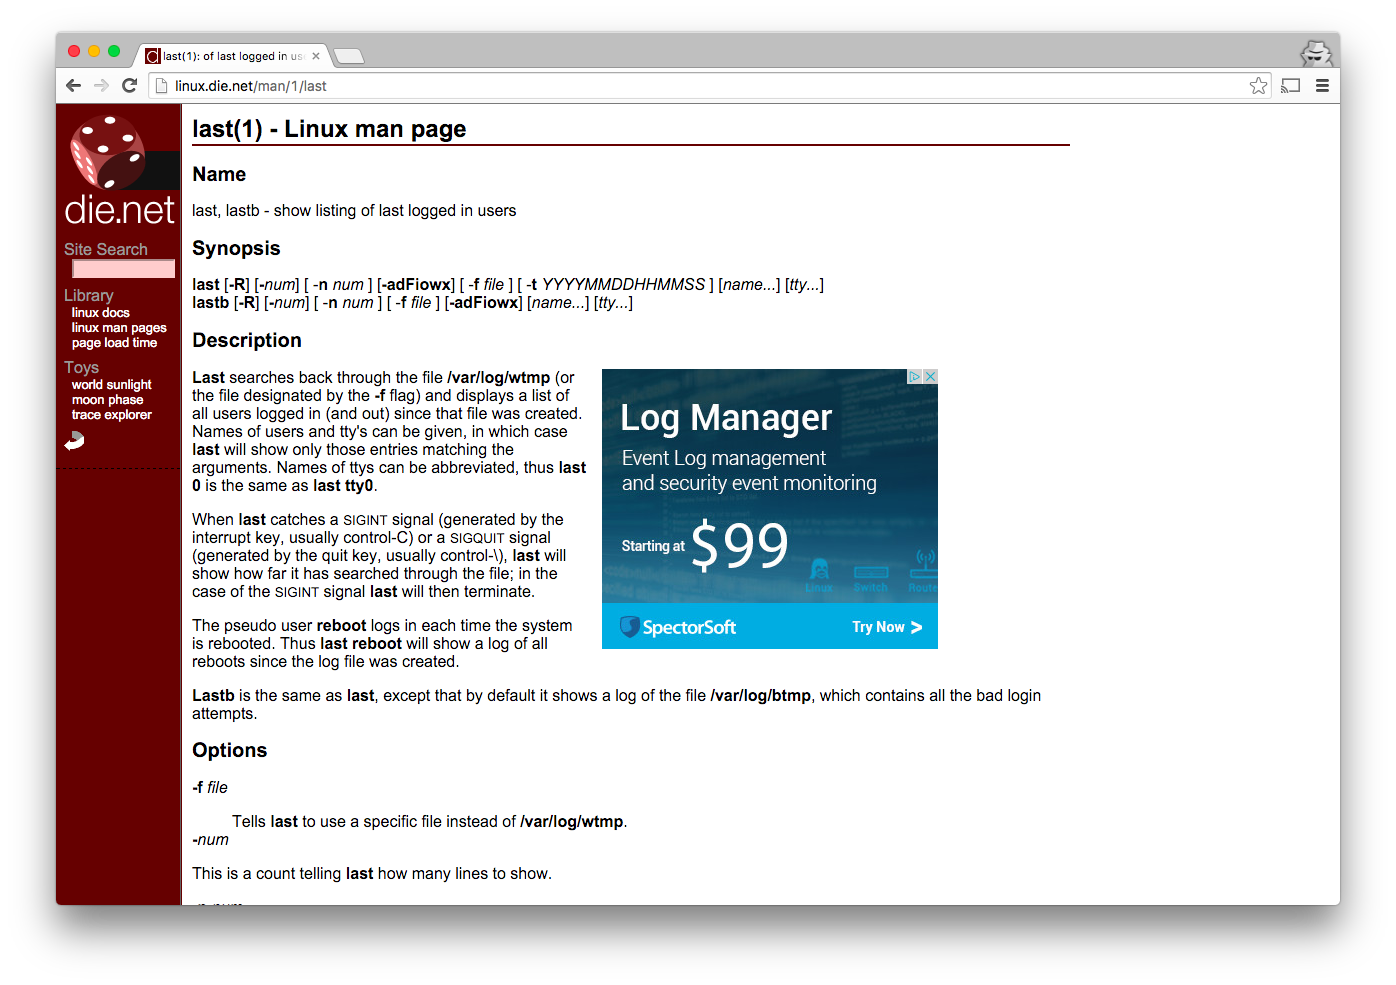 last(1): of last logged in us
linux.die.net/man/1/last
die.net
Site Search
Library
linux docs
linux man pages
page load time
Toys
world sunlight
moon phase
trace explorer
last(1) - Linux man page
Name
last, lastb - show listing of last logged in users
Synopsis
last [-R] [-num] [ -n num ] [-adFiowx] [ -f file ] [ -t YYYYMMDDHHMMSS ] [name...] [tty...]
lastb [-R] [-num] [ -n num ] [ -f file ] [-adFiowx] [name...] [tty...]
Description
Last searches back through the file /var/log/wtmp (or
the file designated by the -f flag) and displays a list of
all users logged in (and out) since that file was created.
Names of users and tty's can be given, in which case
last will show only those entries matching the
arguments. Names of ttys can be abbreviated, thus last
0 is the same as last tty0.
When last catches a SIGINT signal (generated by the
interrupt key, usually control-C) or a SIGQUIT signal
(generated by the quit key, usually control-\), last will
show how far it has searched through the file; in the
case of the SIGINT signal last will then terminate.
The pseudo user reboot logs in each time the system
is rebooted. Thus last reboot will show a log of all
reboots since the log file was created.
Log Manager
Event Log management
and security event monitoring
Starting at $99
Linux Switch Route
SpectorSoft
Try Now >
Lastb is the same as last, except that by default it shows a log of the file /var/log/btmp, which contains all the bad login
attempts.
Options
-f file
Tells last to use a specific file instead of /var/log/wtmp.
-num
This is a count telling last how many lines to show.